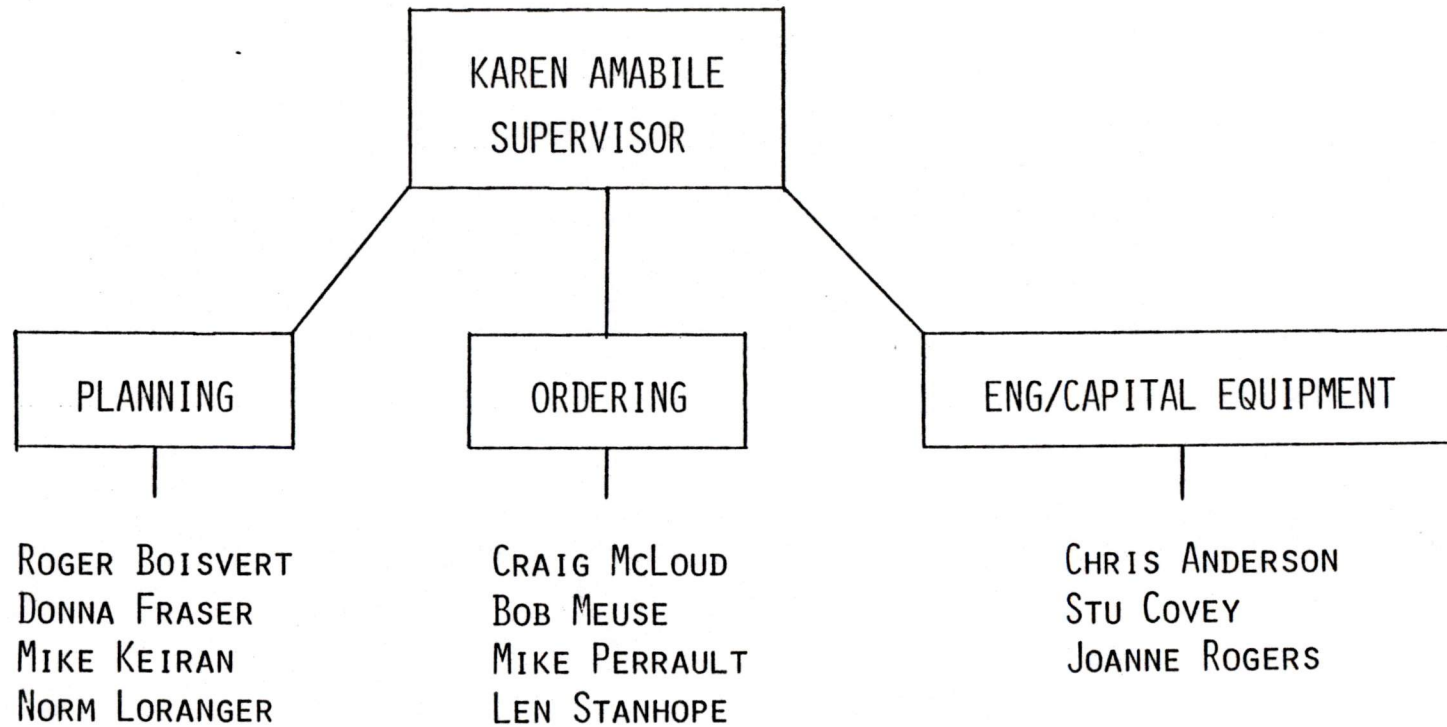 KAREN AMABILE
SUPERVISOR
PLANNING
ORDERING
ENG/CAPITAL EQUIPMENT
ROGER BOISVERT
DONNA FRASER
MIKE KEIRAN
NORM LORANGER
CRAIG MCLOUD
BOB MEUSE
MIKE PERRAULT
LEN STANHOPE
CHRIS ANDERSON
STU COVEY
JOANNE ROGERS